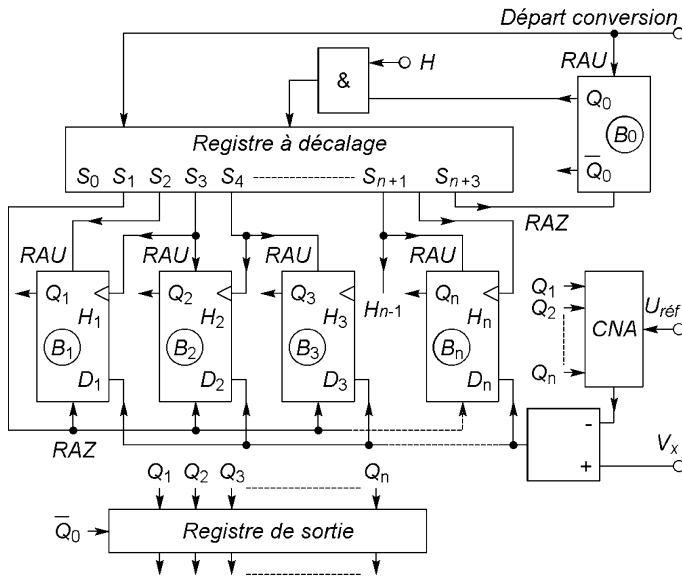 Départ conversion
RAU
H
&
Q0
B0
Q̅0
Registre à décalage
S0 S1 S2 S3 S4 Sn+1 Sn+3
RAZ
RAU RAU RAU RAU
Q1 H1 B1 D1
Q2 H2 B2 D2
Q3 H3 B3 D3
Hn-1
Qn Hn Bn Dn
Q1
Q2
Qn
CNA
Uréf
RAZ
-
+
Vx
Q1 Q2 Q3 Qn
Q̅0
Registre de sortie